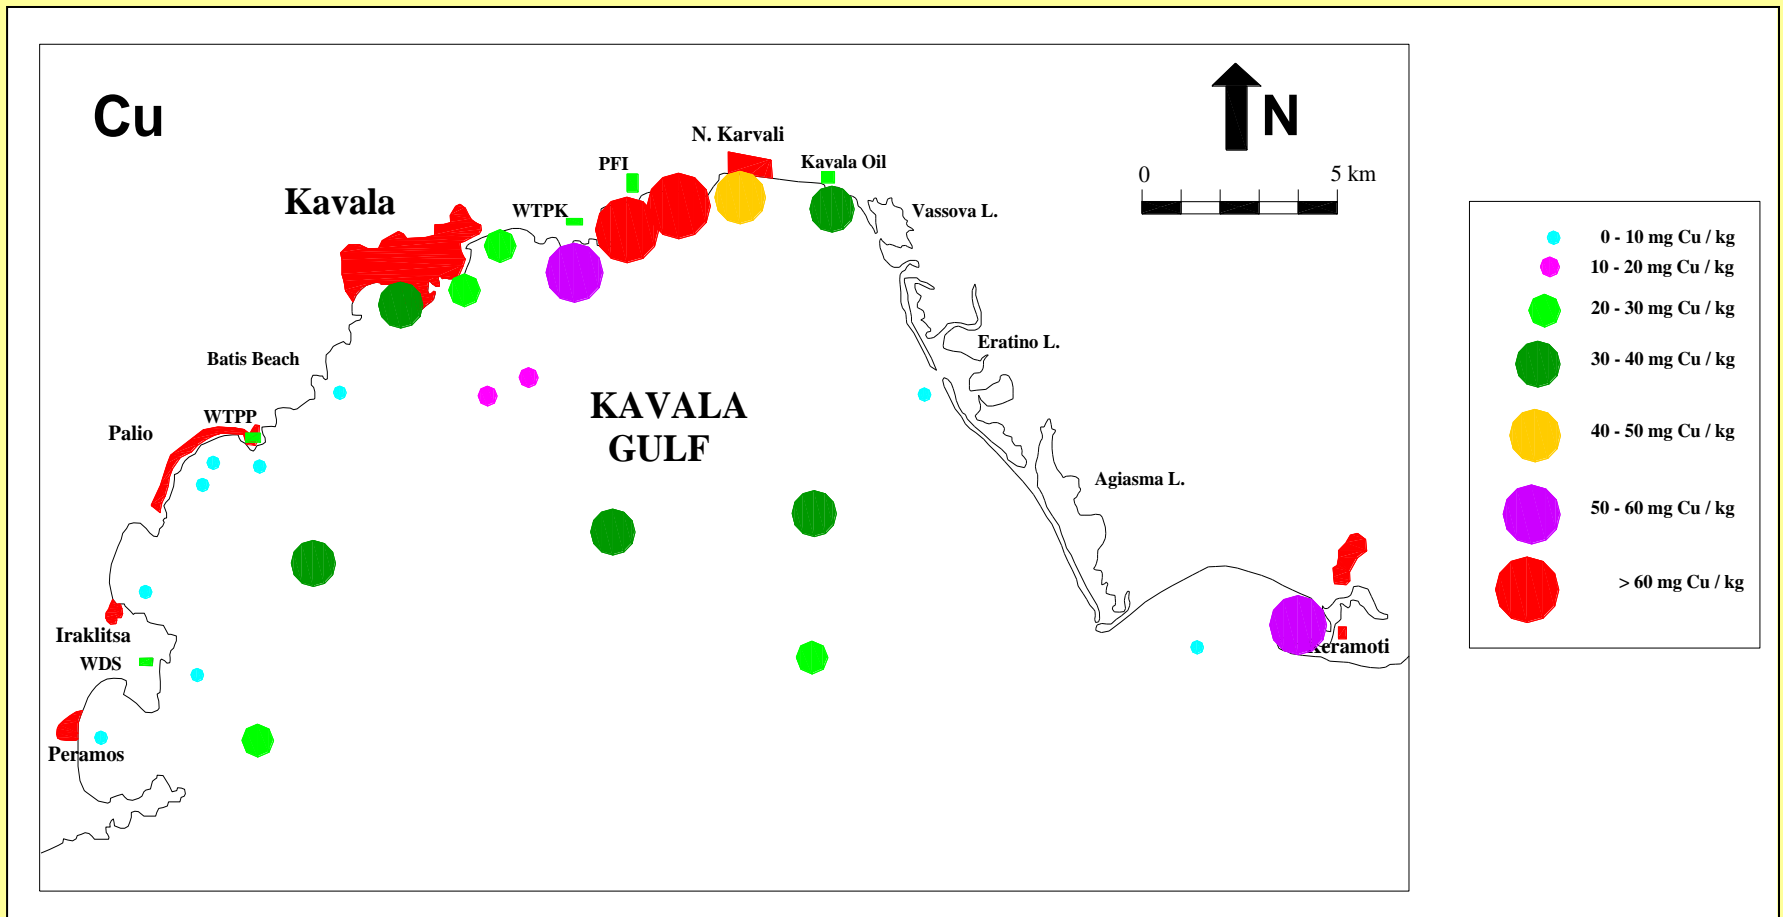 Cu
N
N. Karvali
PFI
Kavala Oil
0 5 km
Kavala
WTPK
Vassova L.
0 - 10 mg Cu / kg
10 - 20 mg Cu / kg
20 - 30 mg Cu / kg
30 - 40 mg Cu / kg
40 - 50 mg Cu / kg
50 - 60 mg Cu / kg
> 60 mg Cu / kg
Eratino L.
Batis Beach
KAVALA
GULF
WTPP
Palio
Agiasma L.
Iraklitsa
WDS
Keramoti
Peramos